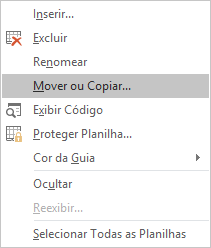 Inserir...
Excluir
Renomear
Mover ou Copiar...
Exibir Código
Proteger Planilha...
Cor da Guia
Ocultar
Reexibir...
Selecionar Todas as Planilhas